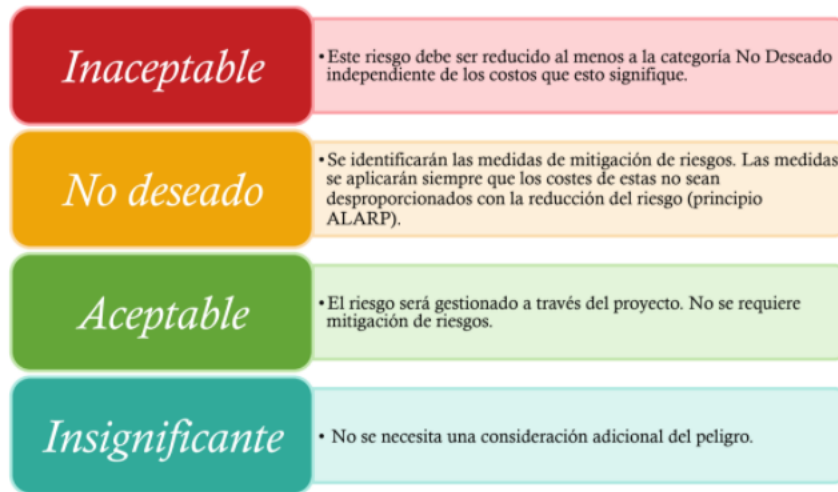 Inaceptable
• Este riesgo debe ser reducido al menos a la categoría No Deseado
independiente de los costos que esto signifique.
No deseado
• Se identificarán las medidas de mitigación de riesgos. Las medidas
se aplicarán siempre que los costes de estas no sean
desproporcionados con la reducción del riesgo (principio
ALARP).
Aceptable
• El riesgo será gestionado a través del proyecto. No se requiere
mitigación de riesgos.
Insignificante
• No se necesita una consideración adicional del peligro.